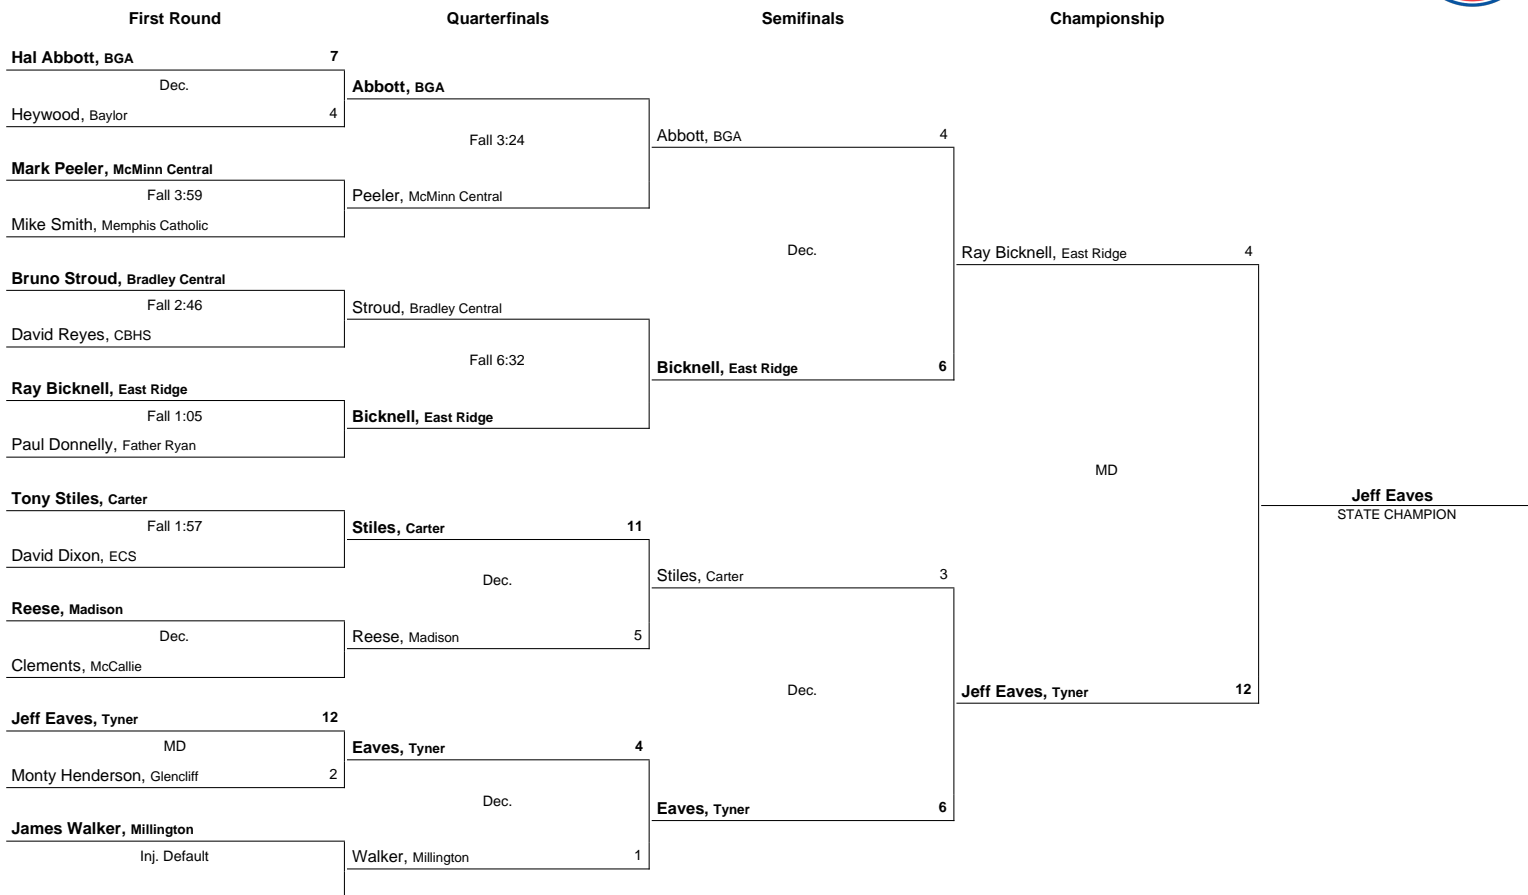 First Round Quarterfinals Semifinals Championship
Hal Abbott, BGA 7
Dec.
Heywood, Baylor 4
Mark Peeler, McMinn Central
Fall 3:59
Mike Smith, Memphis Catholic
Bruno Stroud, Bradley Central
Fall 2:46
David Reyes, CBHS
Ray Bicknell, East Ridge
Fall 1:05
Paul Donnelly, Father Ryan
Tony Stiles, Carter
Fall 1:57
David Dixon, ECS
Reese, Madison
Dec.
Clements, McCallie
Jeff Eaves, Tyner 12
MD
Monty Henderson, Glencliff 2
James Walker, Millington
Inj. Default
Abbott, BGA
Fall 3:24
Peeler, McMinn Central
Stroud, Bradley Central
Fall 6:32
Bicknell, East Ridge
Stiles, Carter 11
Dec.
Reese, Madison 5
Eaves, Tyner 4
Dec.
Walker, Millington 1
Abbott, BGA 4
Dec.
Bicknell, East Ridge 6
Stiles, Carter 3
Dec.
Eaves, Tyner 6
Ray Bicknell, East Ridge 4
MD
Jeff Eaves, Tyner 12
Jeff Eaves
STATE CHAMPION